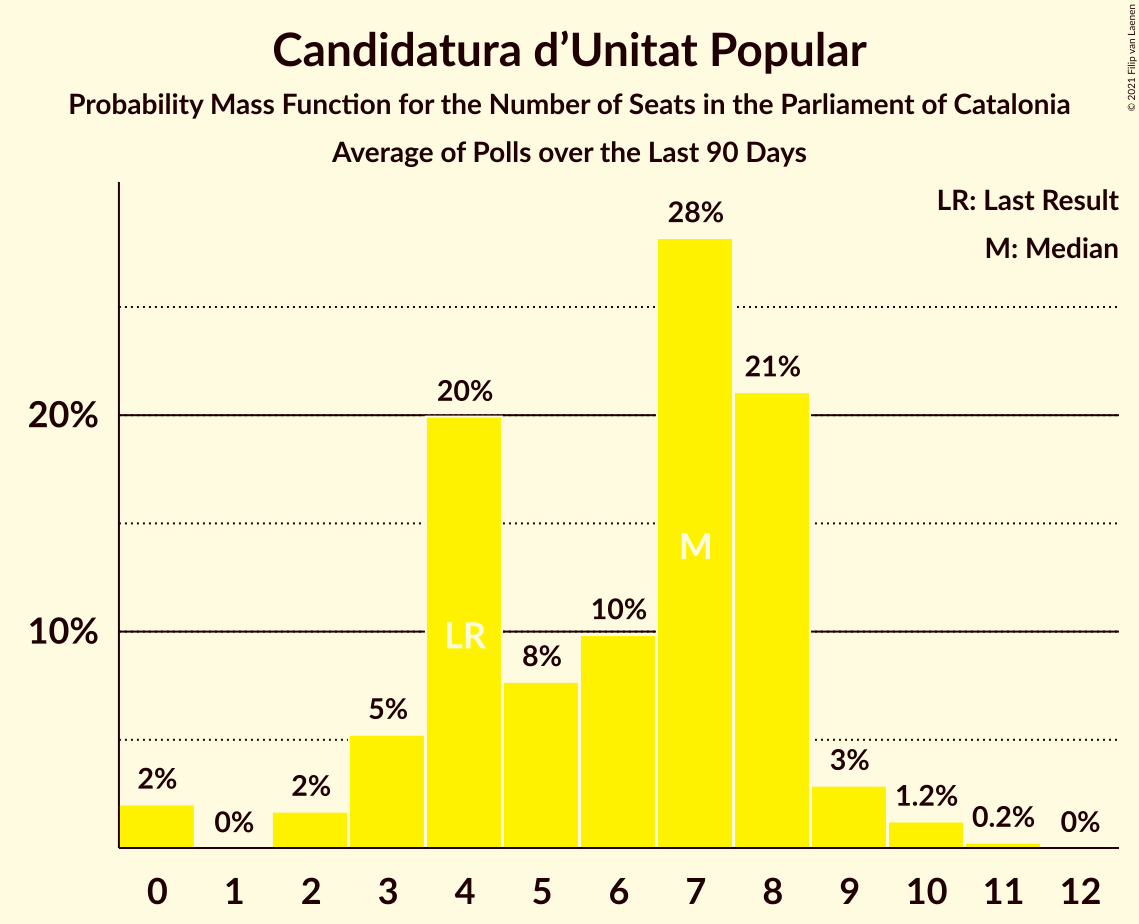 Candidatura d’Unitat Popular
Probability Mass Function for the Number of Seats in the Parliament of Catalonia
Average of Polls over the Last 90 Days
© 2021 Filip van Laenen
LR: Last Result
M: Median
20%
10%
2%
0%
2%
5%
20%
8%
10%
28%
21%
3%
1.2%
0.2%
0%
LR
M
0 1 2 3 4 5 6 7 8 9 10 11 12